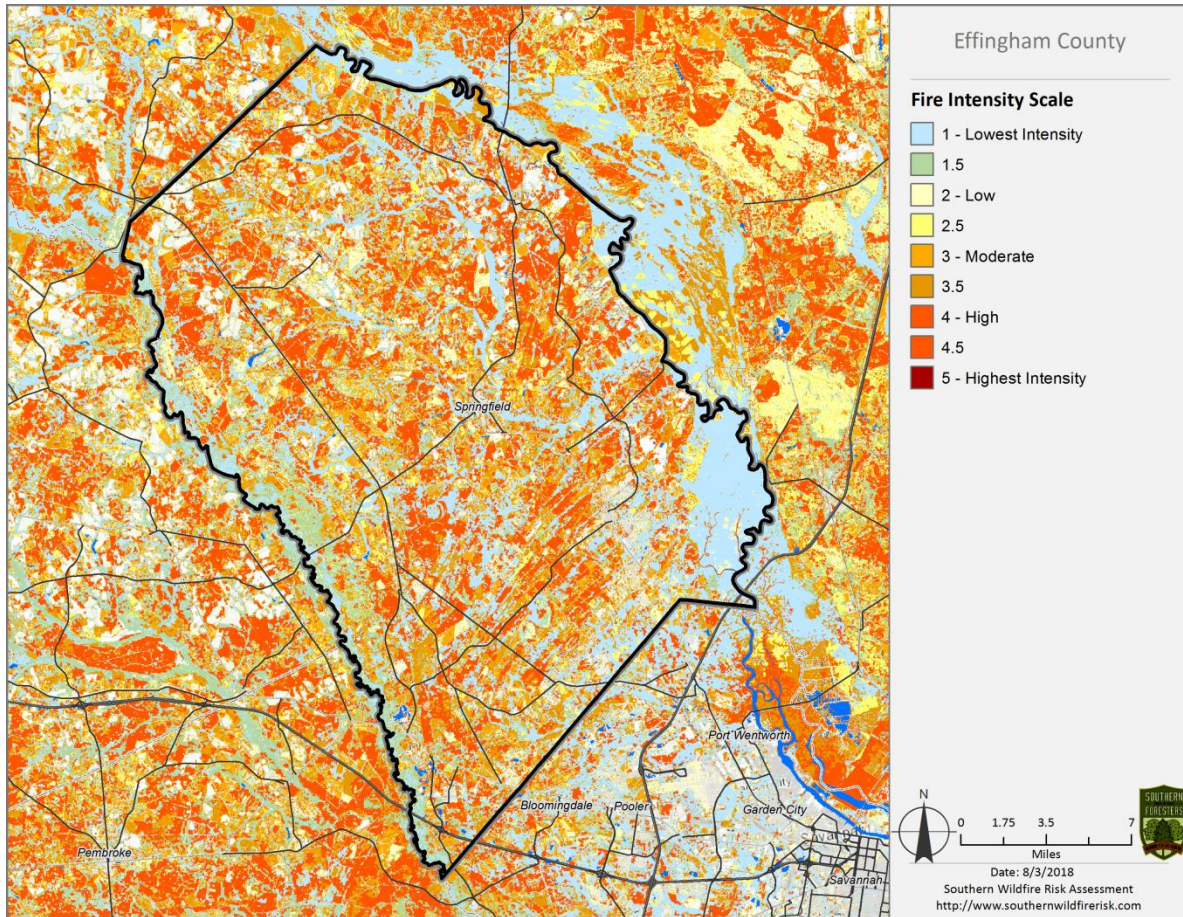 Effingham County
Fire Intensity Scale
1 - Lowest Intensity
1.5
2 - Low
2.5
3 - Moderate
3.5
4 - High
4.5
5 - Highest Intensity
Springfield
Port Wentworth
Bloomingdale
Pooler
Garden City
Pembroke
Savannah
N
0 1.75 3.5 7
Miles
SOUTHERN
FORESTERS
Date: 8/3/2018
Southern Wildfire Risk Assessment
http://www.southernwildfirerisk.com